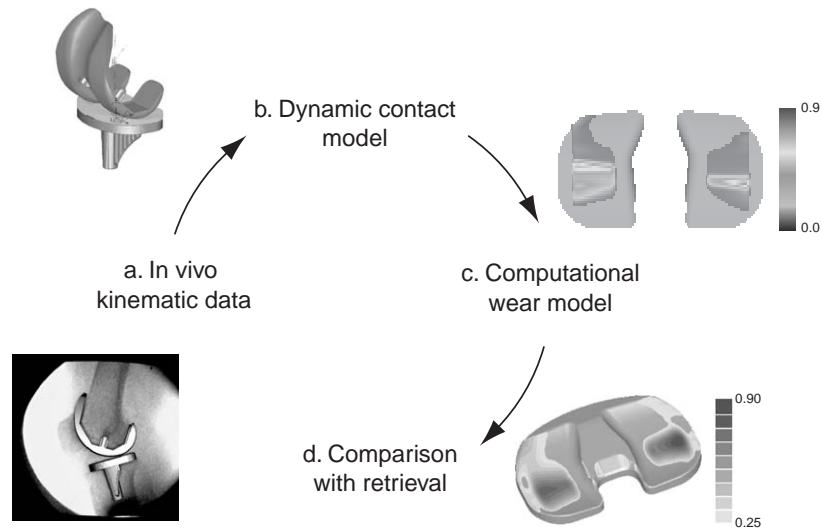 b. Dynamic contact
model
0.9
0.0
a. In vivo
kinematic data
c. Computational
wear model
0.90
d. Comparison
with retrieval
0.25